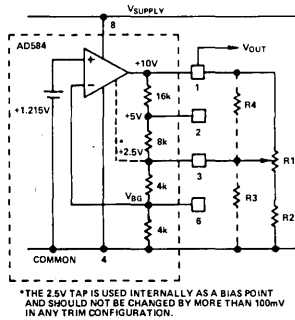 VSUPPLY
AD584
8
VOUT
+10V
1
16k
+5V
2
R4
+1.215V
8k
*
+2.5V
3
R1
4k
VBG
6
R3
4k
R2
COMMON
4
*THE 2.5V TAP IS USED INTERNALLY AS A BIAS POINT
AND SHOULD NOT BE CHANGED BY MORE THAN 100mV
IN ANY TRIM CONFIGURATION.